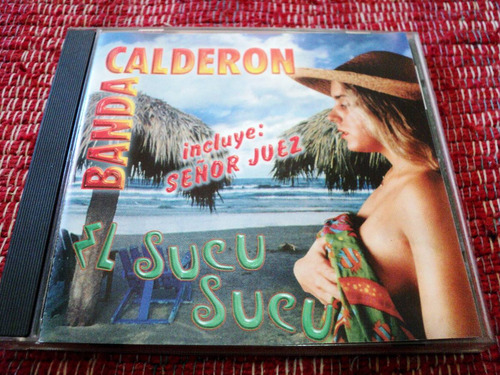 BANDA
CALDERON
incluye:
SEÑOR JUEZ
EL SUCU
SUCU